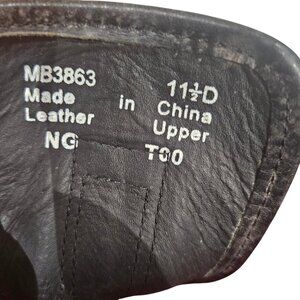 MB3863 11½D
Made in China
Leather Upper
NG T00